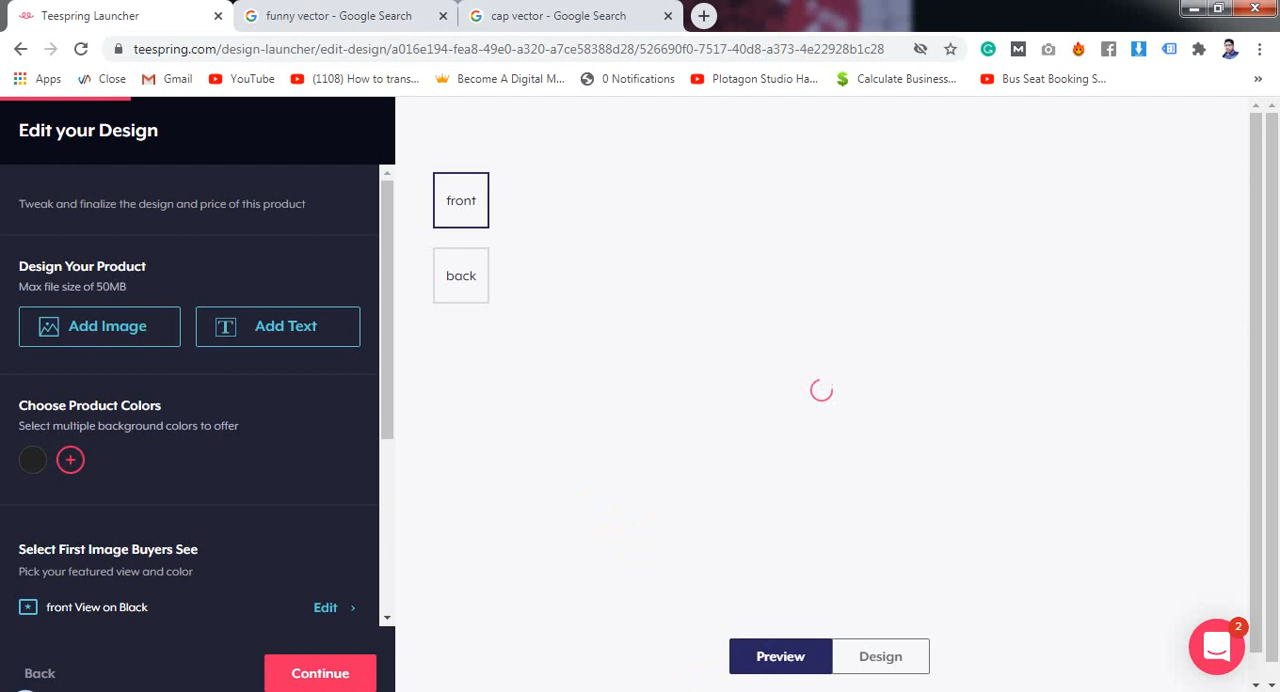 Teespring Launcher
funny vector - Google Search
cap vector - Google Search
teespring.com/design-launcher/edit-design/a016e194-fea8-49e0-a320-a7ce58388d28/526690f0-7517-40d8-a373-4e22928b1c28
Apps
Close
Gmail
YouTube
(1108) How to trans...
Become A Digital M...
0 Notifications
Plotagon Studio Ha...
Calculate Business...
Bus Seat Booking S...
»
Edit your Design
Tweak and finalize the design and price of this product
Design Your Product
Max file size of 50MB
Add Image
T Add Text
Choose Product Colors
Select multiple background colors to offer
+
Select First Image Buyers See
Pick your featured view and color
front View on Black
Edit ›
Back
Continue
front
back
Preview
Design
2